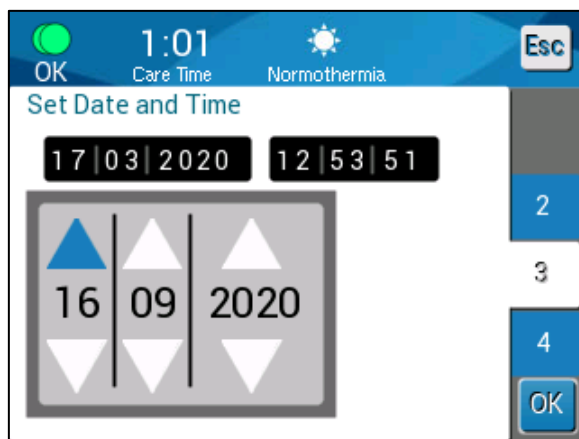 OK
1:01
Care Time
Normothermia
Esc
Set Date and Time
17|03|2020
12|53|51
2
16
09
2020
3
4
OK